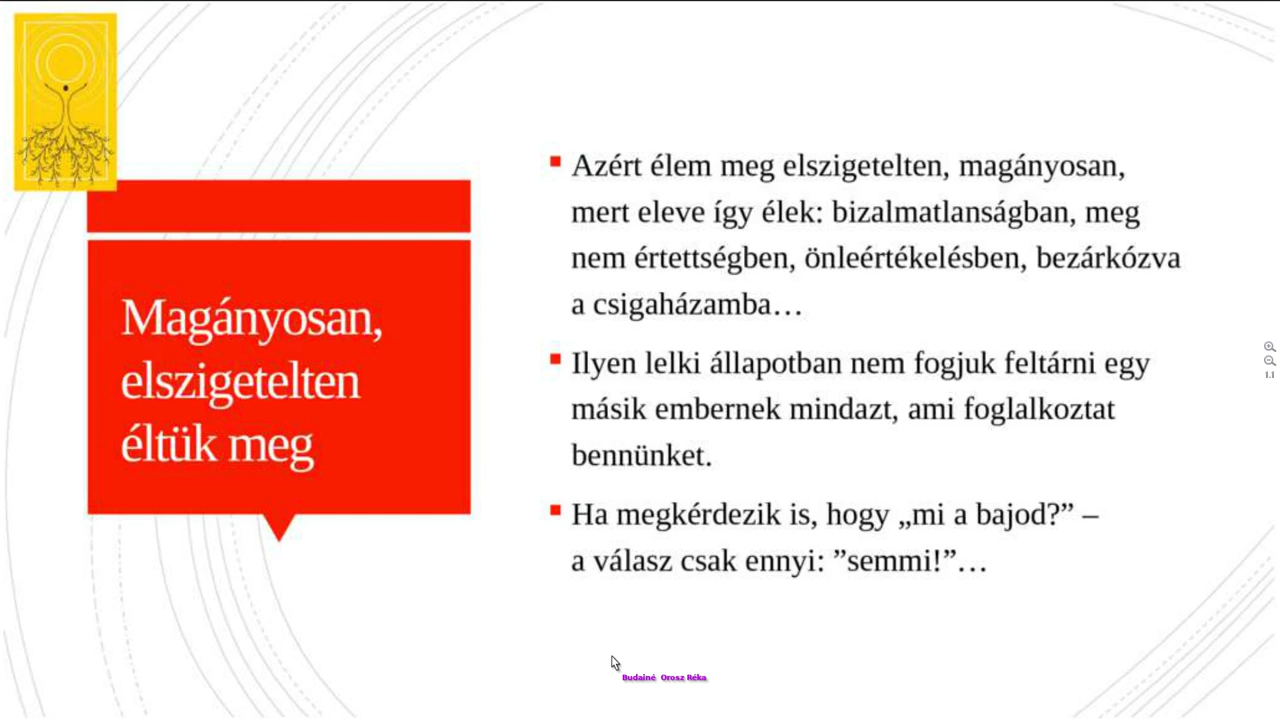 Magányosan,
elszigetelten
éltük meg
Azért élem meg elszigetelten, magányosan,
mert eleve így élek: bizalmatlanságban, meg
nem értettségben, önleértékelésben, bezárkózva
a csigaházamba…
Ilyen lelki állapotban nem fogjuk feltárni egy
másik embernek mindazt, ami foglalkoztat
bennünket.
Ha megkérdezik is, hogy „mi a bajod?” –
a válasz csak ennyi: ”semmi!”…
Budainé Orosz Réka
1:1